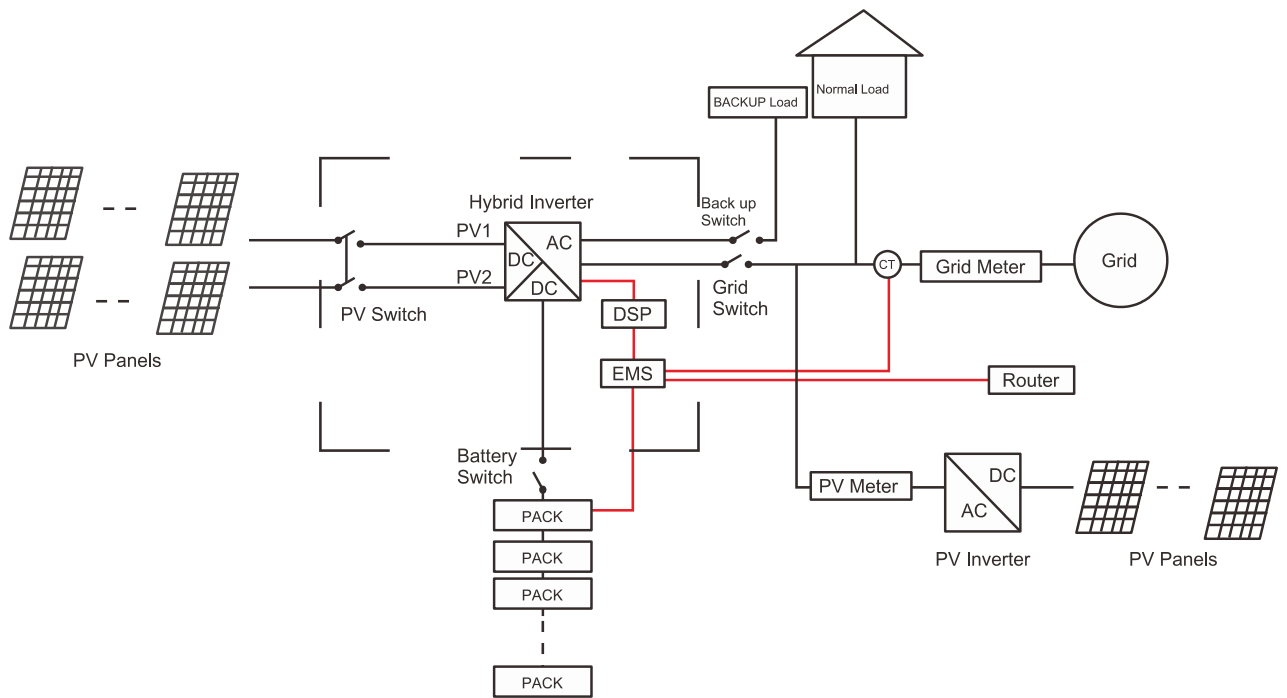 Normal Load
BACKUP Load
Hybrid Inverter
Back up
Switch
PV1
AC
DC
PV2
DC
PV Switch
DSP
Grid
Switch
CT
Grid Meter
Grid
PV Panels
EMS
Router
Battery
Switch
PV Meter
DC
AC
PACK
PV Inverter
PV Panels
PACK
PACK
PACK